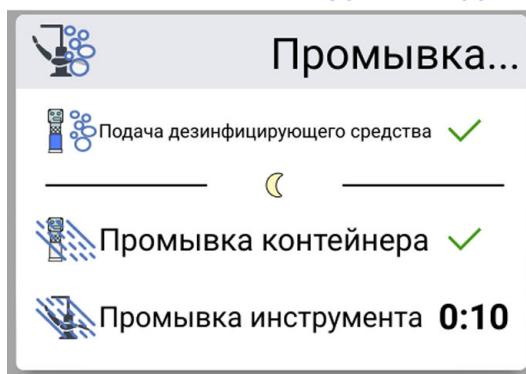 Промывка...
Подача дезинфицирующего средства
Промывка контейнера
Промывка инструмента 0:10